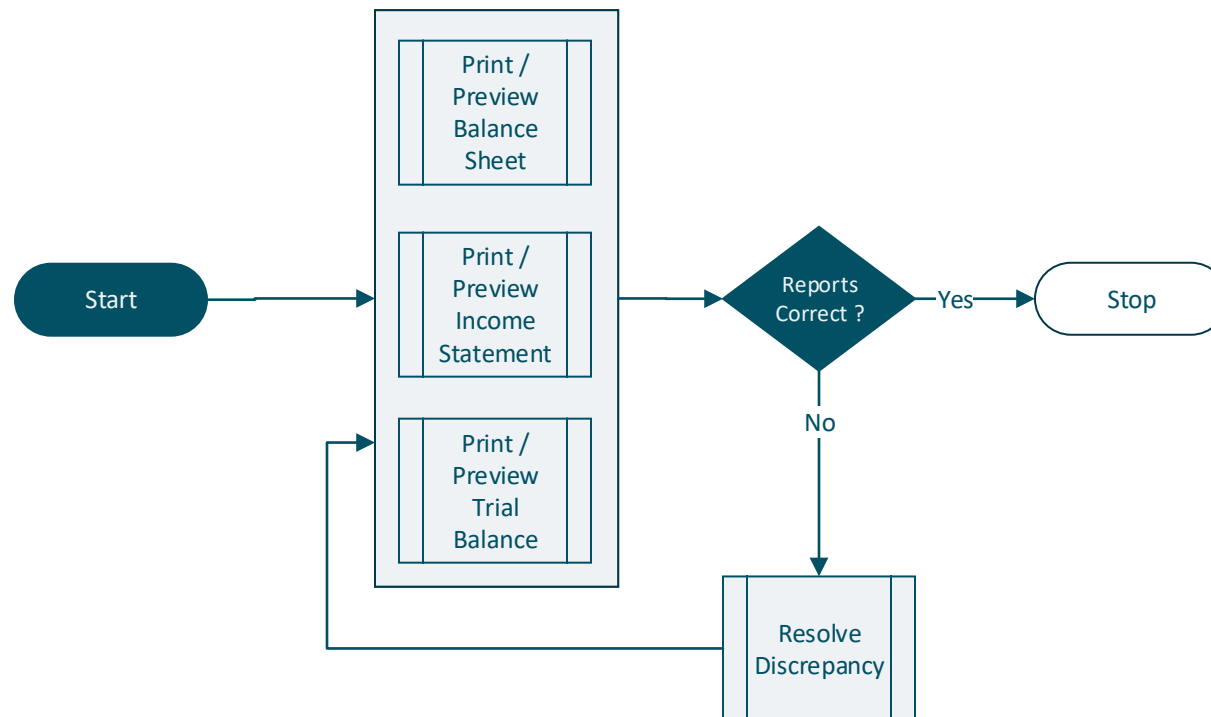 Print /
Preview
Balance
Sheet
Start
Print /
Preview
Income
Statement
Reports
Correct ?
Yes
Stop
No
Print /
Preview
Trial
Balance
Resolve
Discrepancy